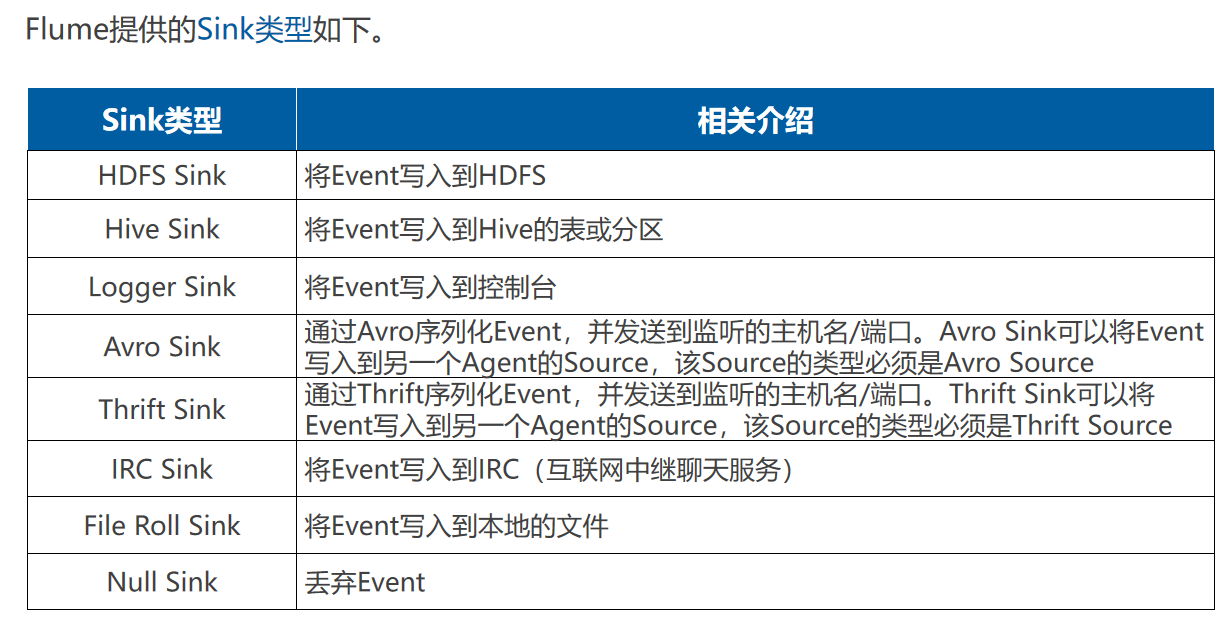 Flume提供的Sink类型如下。
Sink类型 相关介绍
HDFS Sink 将Event写入到HDFS
Hive Sink 将Event写入到Hive的表或分区
Logger Sink 将Event写入到控制台
Avro Sink 通过Avro序列化Event，并发送到监听的主机名/端口。Avro Sink可以将Event
写入到另一个Agent的Source，该Source的类型必须是Avro Source
Thrift Sink 通过Thrift序列化Event，并发送到监听的主机名/端口。Thrift Sink可以将
Event写入到另一个Agent的Source，该Source的类型必须是Thrift Source
IRC Sink 将Event写入到IRC（互联网中继聊天服务）
File Roll Sink 将Event写入到本地的文件
Null Sink 丢弃Event